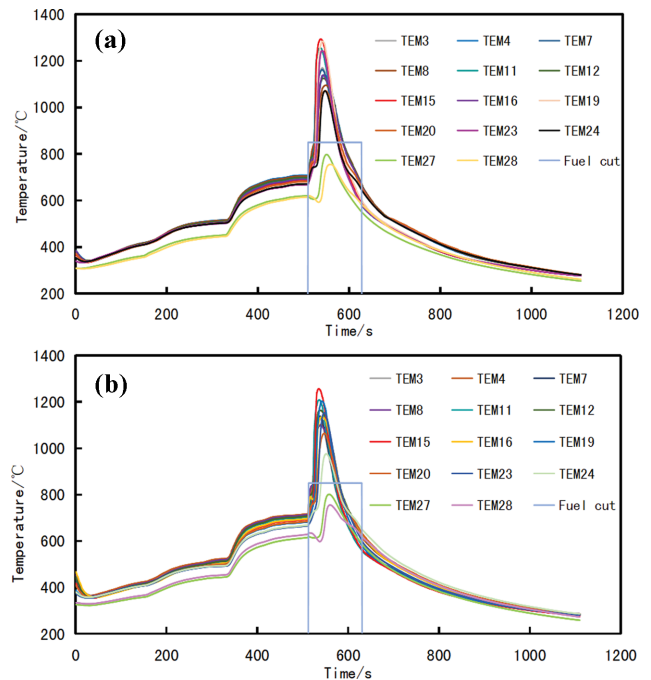 (a)
1400
1200
1000
800
600
400
200
Temperature/℃
TEM3 TEM4 TEM7
TEM8 TEM11 TEM12
TEM15 TEM16 TEM19
TEM20 TEM23 TEM24
TEM27 TEM28 Fuel cut
0 200 400 600 800 1000 1200
Time/s
(b)
1400
1200
1000
800
600
400
200
Temperature/℃
TEM3 TEM4 TEM7
TEM8 TEM11 TEM12
TEM15 TEM16 TEM19
TEM20 TEM23 TEM24
TEM27 TEM28 Fuel cut
0 200 400 600 800 1000 1200
Time/s